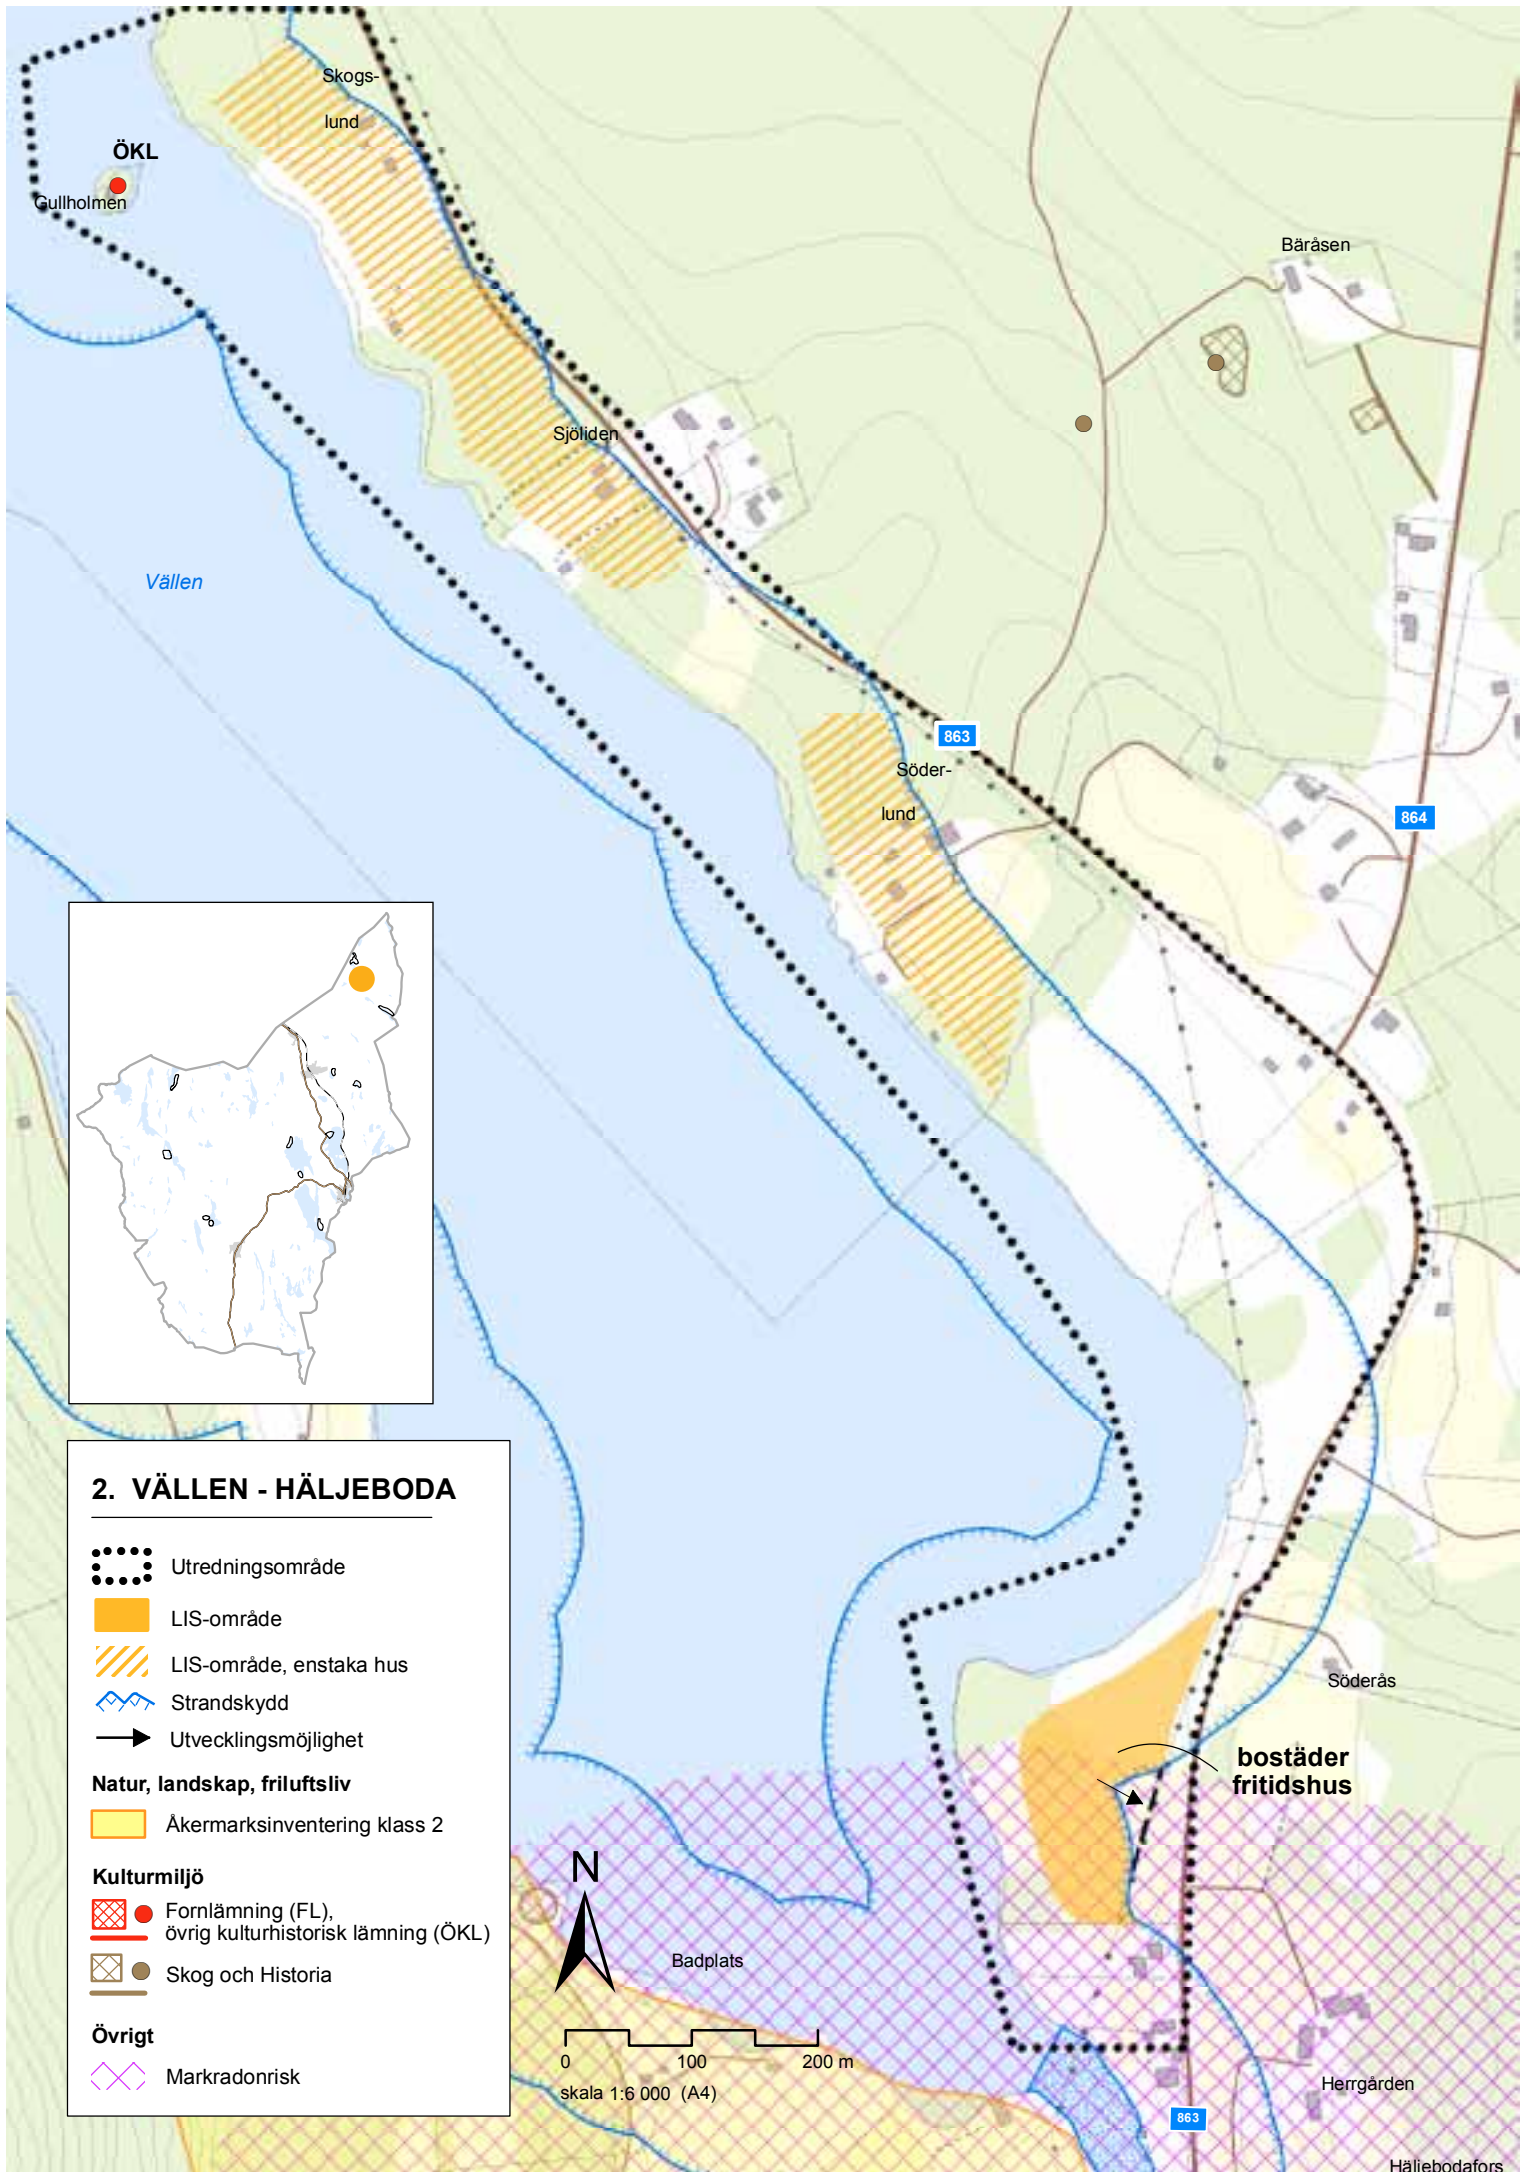 Skogs-
lund
ÖKL
Gullholmen
Bäråsen
Sjöliden
Vällen
863
Söder-
lund
864
2. VÄLLEN - HÄLJEBODA
Utredningsområde
LIS-område
LIS-område, enstaka hus
Strandskydd
Utvecklingsmöjlighet
Natur, landskap, friluftsliv
Åkermarksinventering klass 2
Kulturmiljö
Fornlämning (FL),
övrig kulturhistorisk lämning (ÖKL)
Skog och Historia
Övrigt
Markradonrisk
Söderås
bostäder
fritidshus
N
Badplats
0 100 200 m
skala 1:6 000 (A4)
Herrgården
863
Häljebodafors